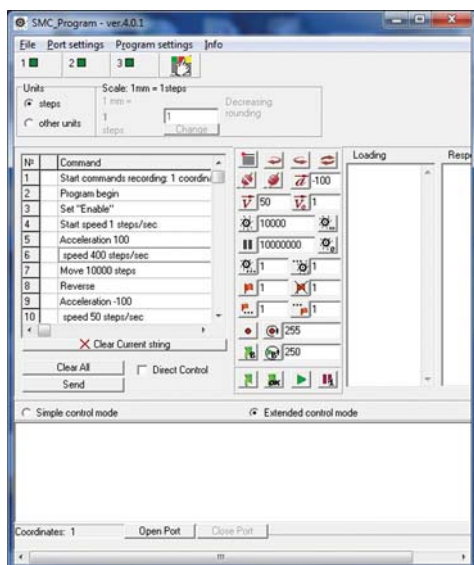 SMC_Program - ver.4.0.1
File Port settings Program settings Info
1 2 3
Units
steps
other units
Scale: 1mm = 1steps
1 mm =
1
steps
1
Change
Decreasing
rounding
Nº Command
1 Start commands recording: 1 coordin
2 Program begin
3 Set "Enable"
4 Start speed 1 steps/sec
5 Acceleration 100
6 speed 400 steps/sec
7 Move 10000 steps
8 Reverse
9 Acceleration -100
10 speed 50 steps/sec
Clear Current string
Clear All
Send
Direct Control
-100
50 1
10000
10000000
1 1
1 1
1 1
255
250
Loading Resp
Simple control mode Extended control mode
Coordinates: 1 Open Port Close Port